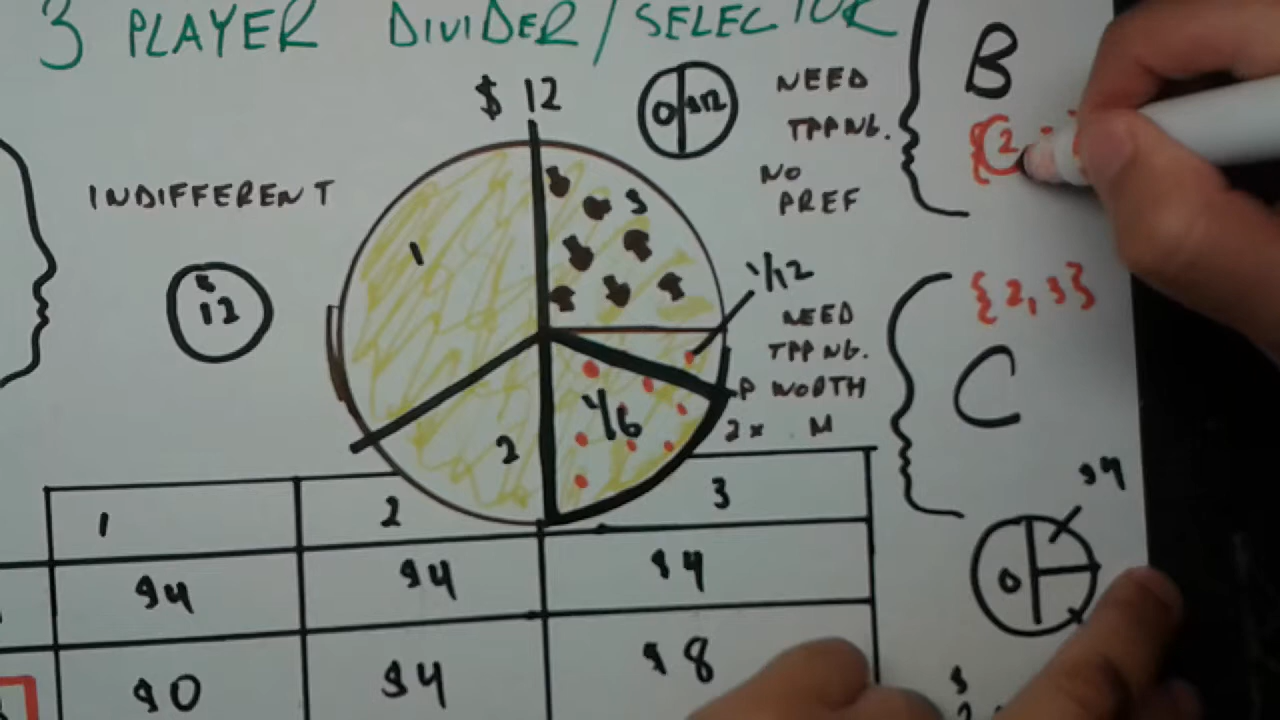 3 PLAYER DIVIDER/SELECTOR
$ 12
0 $12
NEED
TPPNG.
NO
PREF
B
{2
INDIFFERENT
12
1
3
1/12
NEED
TPPNG.
P WORTH
2x M
{2,3}
C
1/6
2
$4
0
1
2
3
$4
$4
$4
$0
$4
$8
$